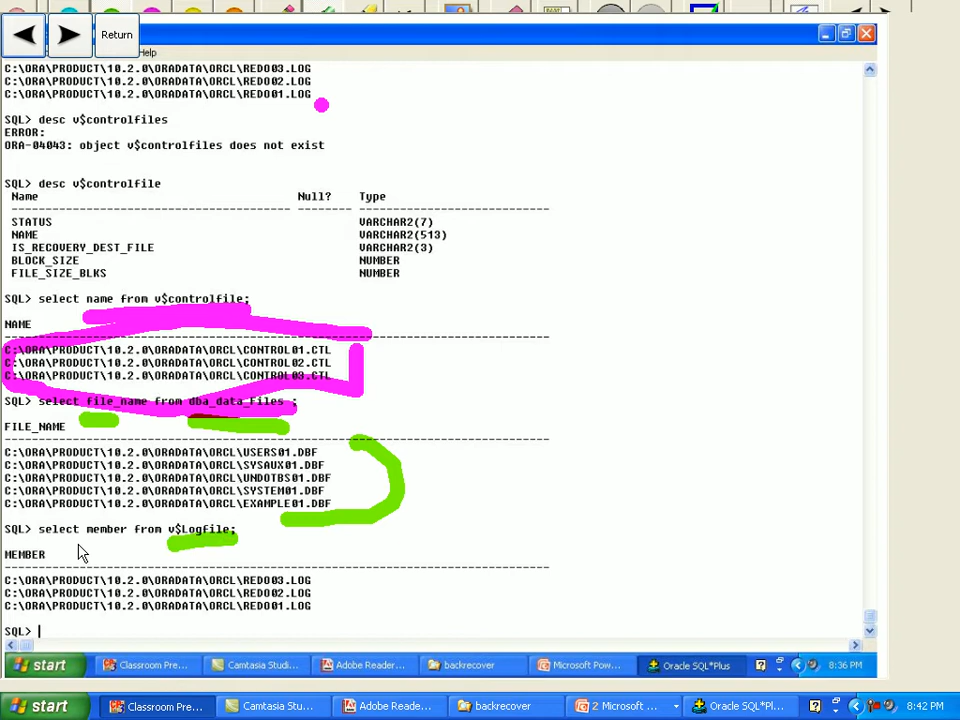 Return
Help
C:\ORA\PRODUCT\10.2.0\ORADATA\ORCL\REDO03.LOG
C:\ORA\PRODUCT\10.2.0\ORADATA\ORCL\REDO02.LOG
C:\ORA\PRODUCT\10.2.0\ORADATA\ORCL\REDO01.LOG
SQL> desc v$controlfiles
ERROR:
ORA-04043: object v$controlfiles does not exist
SQL> desc v$controlfile
Name Null? Type
STATUS VARCHAR2(7)
NAME VARCHAR2(513)
IS_RECOVERY_DEST_FILE VARCHAR2(3)
BLOCK_SIZE NUMBER
FILE_SIZE_BLKS NUMBER
SQL> select name from v$controlfile;
NAME
C:\ORA\PRODUCT\10.2.0\ORADATA\ORCL\CONTROL01.CTL
C:\ORA\PRODUCT\10.2.0\ORADATA\ORCL\CONTROL02.CTL
C:\ORA\PRODUCT\10.2.0\ORADATA\ORCL\CONTROL03.CTL
SQL> select file_name from dba_data_files ;
FILE_NAME
C:\ORA\PRODUCT\10.2.0\ORADATA\ORCL\USERS01.DBF
C:\ORA\PRODUCT\10.2.0\ORADATA\ORCL\SYSAUX01.DBF
C:\ORA\PRODUCT\10.2.0\ORADATA\ORCL\UNDOTBS01.DBF
C:\ORA\PRODUCT\10.2.0\ORADATA\ORCL\SYSTEM01.DBF
C:\ORA\PRODUCT\10.2.0\ORADATA\ORCL\EXAMPLE01.DBF
SQL> select member from v$Logfile;
MEMBER
C:\ORA\PRODUCT\10.2.0\ORADATA\ORCL\REDO03.LOG
C:\ORA\PRODUCT\10.2.0\ORADATA\ORCL\REDO02.LOG
C:\ORA\PRODUCT\10.2.0\ORADATA\ORCL\REDO01.LOG
SQL>
start Classroom Pre... Camtasia Studi... Adobe Reader... backrecover Microsoft Pow... Oracle SQL*Plus 8:36 PM
start Classroom Pre... Camtasia Stu... Adobe Reade... backrecover 2 Microsoft ... Oracle SQL*Pl... 8:42 PM